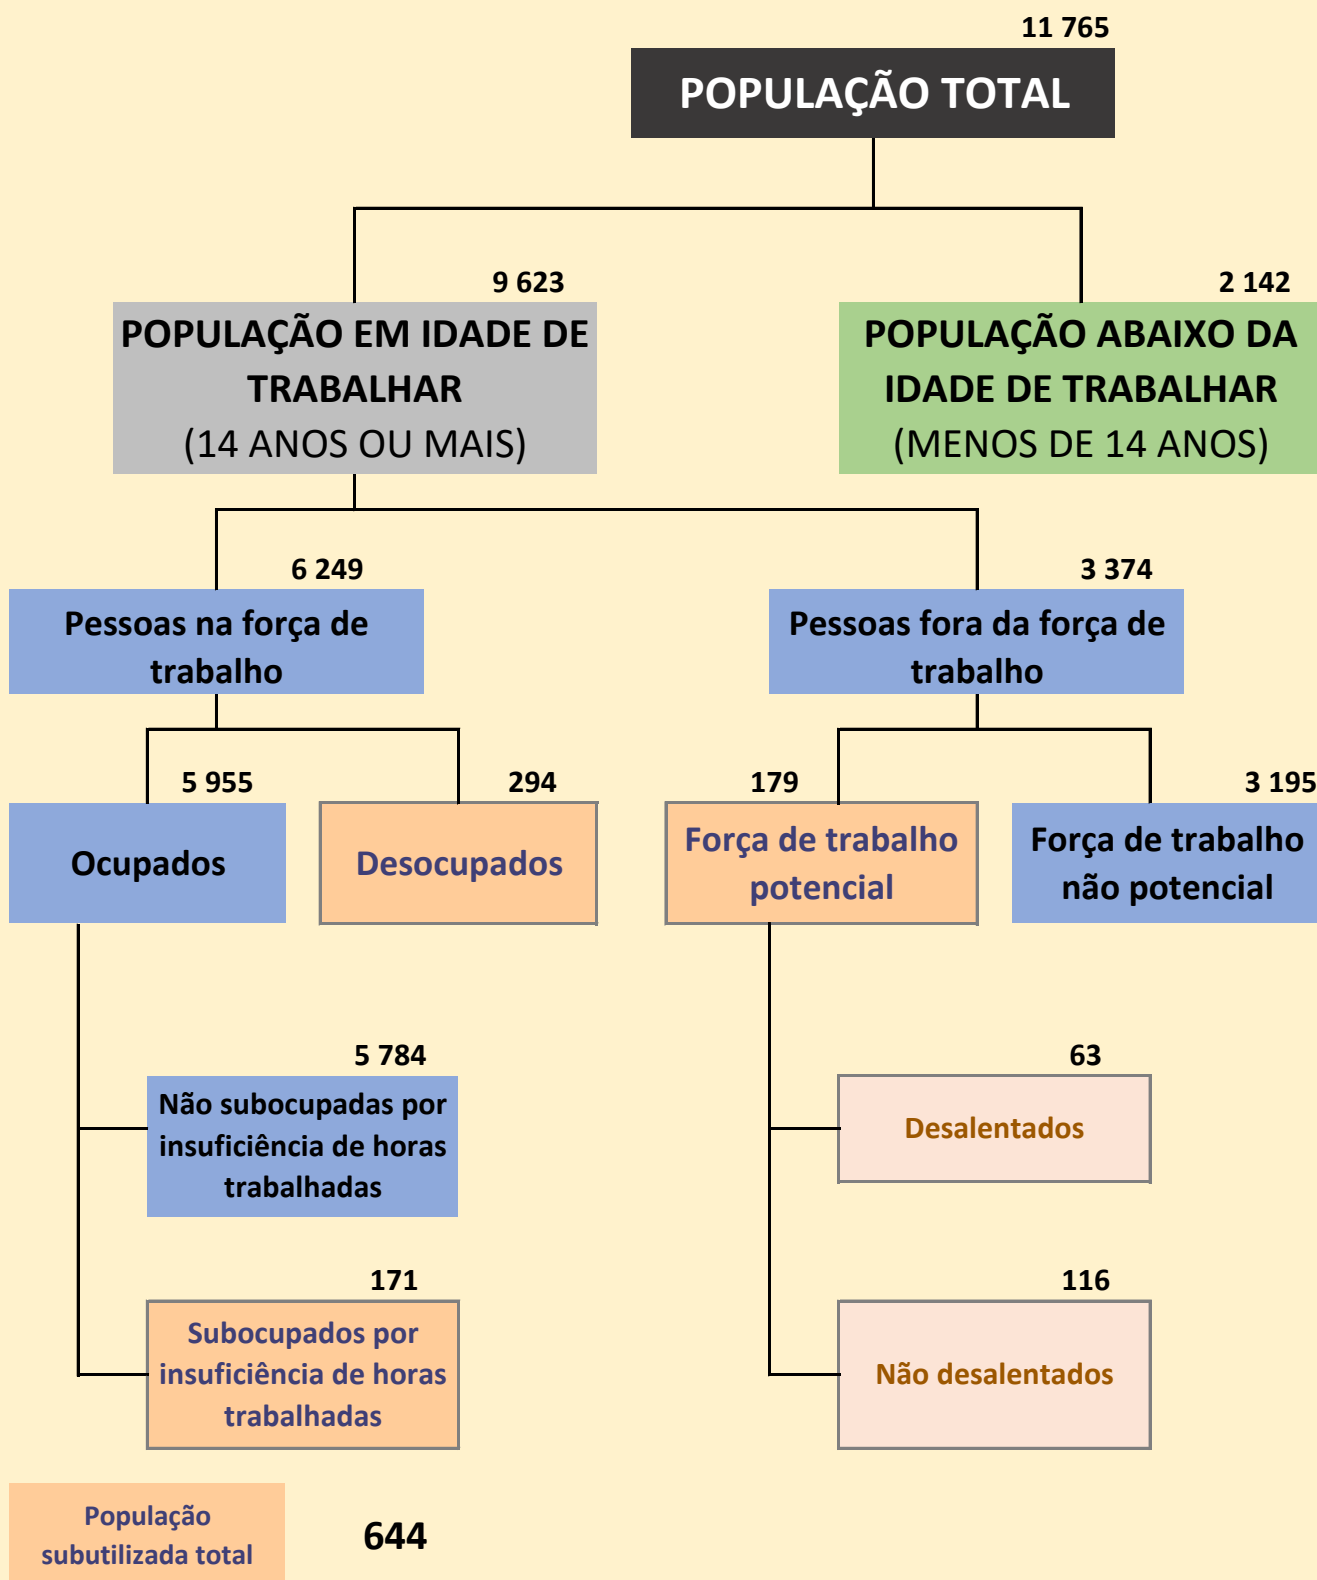 11 765
POPULAÇÃO TOTAL
9 623
POPULAÇÃO EM IDADE DE
TRABALHAR
(14 ANOS OU MAIS)
2 142
POPULAÇÃO ABAIXO DA
IDADE DE TRABALHAR
(MENOS DE 14 ANOS)
6 249
Pessoas na força de
trabalho
3 374
Pessoas fora da força de
trabalho
5 955
Ocupados
294
Desocupados
179
Força de trabalho
potencial
3 195
Força de trabalho
não potencial
5 784
Não subocupadas por
insuficiência de horas
trabalhadas
63
Desalentados
171
Subocupados por
insuficiência de horas
trabalhadas
116
Não desalentados
População
subutilizada total
644